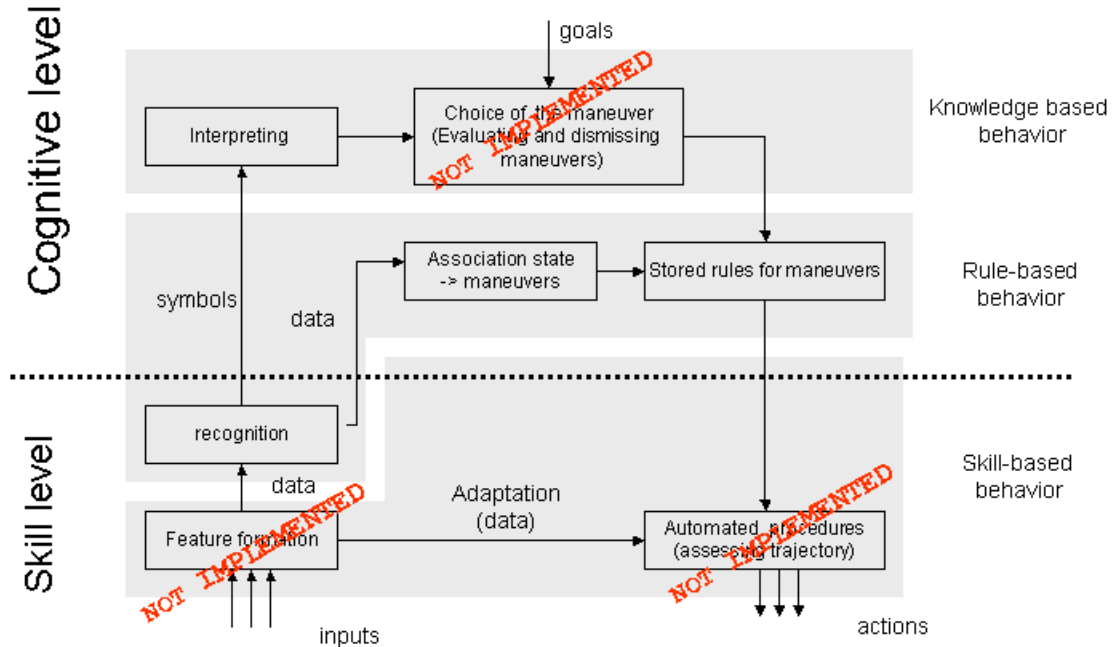 goals
Cognitive level
Knowledge based
behavior
Interpreting
Choice of the maneuver
(Evaluating and dismissing
maneuvers)
NOT IMPLEMENTED
Association state
-> maneuvers
Stored rules for maneuvers
Rule-based
behavior
symbols
data
recognition
Skill level
data
Adaptation
(data)
Skill-based
behavior
Feature formation
NOT IMPLEMENTED
Automated procedures
(assessing trajectory)
NOT IMPLEMENTED
inputs
actions